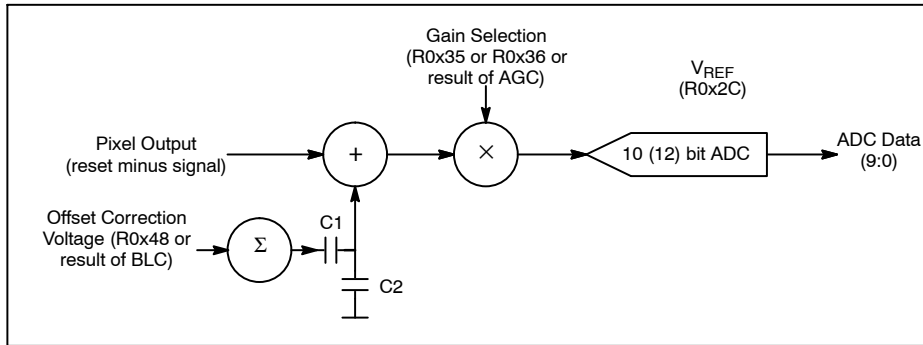 Gain Selection
(R0x35 or R0x36 or
result of AGC)
VREF
(R0x2C)
Pixel Output
(reset minus signal)
+
×
10 (12) bit ADC
ADC Data
(9:0)
Offset Correction
Voltage (R0x48 or
result of BLC)
Σ
C1
C2